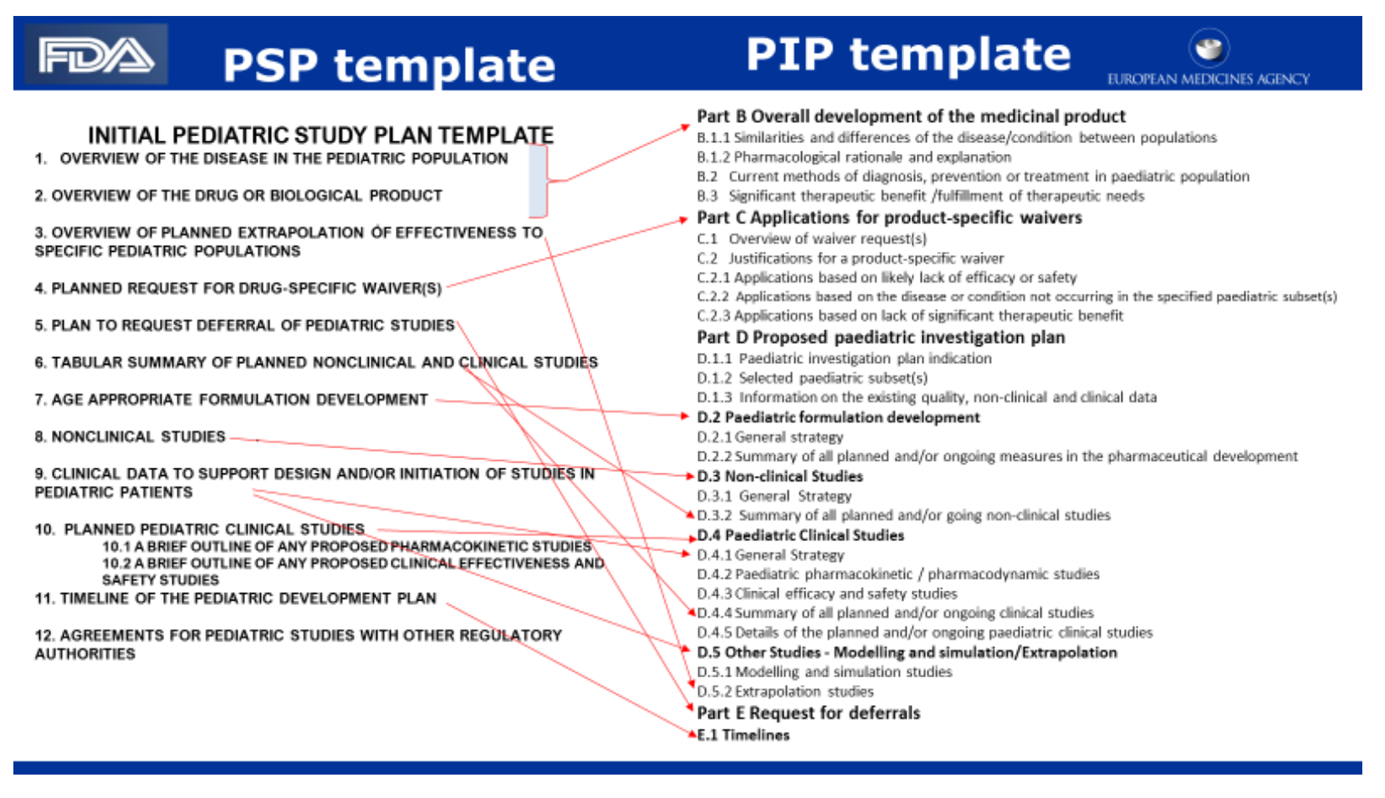 FDA
PSP template
PIP template
EUROPEAN MEDICINES AGENCY
INITIAL PEDIATRIC STUDY PLAN TEMPLATE
1. OVERVIEW OF THE DISEASE IN THE PEDIATRIC POPULATION
2. OVERVIEW OF THE DRUG OR BIOLOGICAL PRODUCT
3. OVERVIEW OF PLANNED EXTRAPOLATION OF EFFECTIVENESS TO
SPECIFIC PEDIATRIC POPULATIONS
4. PLANNED REQUEST FOR DRUG-SPECIFIC WAIVER(S)
5. PLAN TO REQUEST DEFERRAL OF PEDIATRIC STUDIES
6. TABULAR SUMMARY OF PLANNED NONCLINICAL AND CLINICAL STUDIES
7. AGE APPROPRIATE FORMULATION DEVELOPMENT
8. NONCLINICAL STUDIES
9. CLINICAL DATA TO SUPPORT DESIGN AND/OR INITIATION OF STUDIES IN
PEDIATRIC PATIENTS
10. PLANNED PEDIATRIC CLINICAL STUDIES
10.1 A BRIEF OUTLINE OF ANY PROPOSED PHARMACOKINETIC STUDIES
10.2 A BRIEF OUTLINE OF ANY PROPOSED CLINICAL EFFECTIVENESS AND
SAFETY STUDIES
11. TIMELINE OF THE PEDIATRIC DEVELOPMENT PLAN
12. AGREEMENTS FOR PEDIATRIC STUDIES WITH OTHER REGULATORY
AUTHORITIES
Part B Overall development of the medicinal product
B.1.1 Similarities and differences of the disease/condition between populations
B.1.2 Pharmacological rationale and explanation
B.2 Current methods of diagnosis, prevention or treatment in paediatric population
B.3 Significant therapeutic benefit /fulfillment of therapeutic needs
Part C Applications for product-specific waivers
C.1 Overview of waiver request(s)
C.2 Justifications for a product-specific waiver
C.2.1 Applications based on likely lack of efficacy or safety
C.2.2 Applications based on the disease or condition not occurring in the specified paediatric subset(s)
C.2.3 Applications based on lack of significant therapeutic benefit
Part D Proposed paediatric investigation plan
D.1.1 Paediatric investigation plan indication
D.1.2 Selected paediatric subset(s)
D.1.3 Information on the existing quality, non-clinical and clinical data
D.2 Paediatric formulation development
D.2.1 General strategy
D.2.2 Summary of all planned and/or ongoing measures in the pharmaceutical development
D.3 Non-clinical Studies
D.3.1 General Strategy
D.3.2 Summary of all planned and/or going non-clinical studies
D.4 Paediatric Clinical Studies
D.4.1 General Strategy
D.4.2 Paediatric pharmacokinetic / pharmacodynamic studies
D.4.3 Clinical efficacy and safety studies
D.4.4 Summary of all planned and/or ongoing clinical studies
D.4.5 Details of the planned and/or ongoing paediatric clinical studies
D.5 Other Studies - Modelling and simulation/Extrapolation
D.5.1 Modelling and simulation studies
D.5.2 Extrapolation studies
Part E Request for deferrals
E.1 Timelines